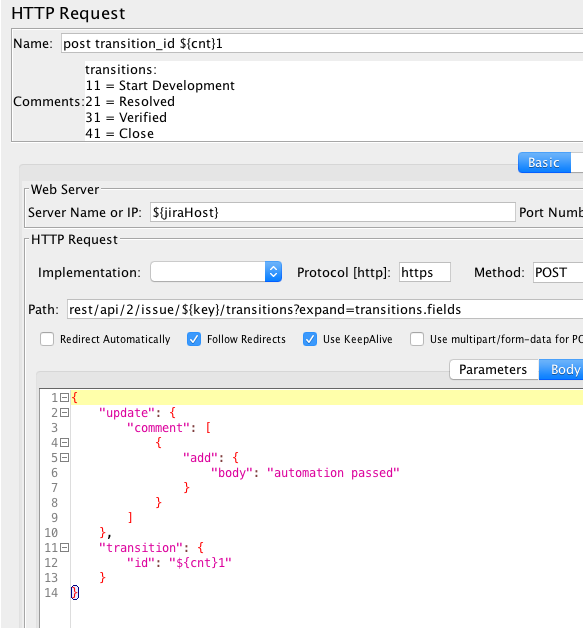 HTTP Request
Name: post transition_id ${cnt}1
transitions:
11 = Start Development
Comments: 21 = Resolved
31 = Verified
41 = Close
Basic
Web Server
Server Name or IP: ${jiraHost} Port Numb
HTTP Request
Implementation: Protocol [http]: https Method: POST
Path: rest/api/2/issue/${key}/transitions?expand=transitions.fields
Redirect Automatically Follow Redirects Use KeepAlive Use multipart/form-data for PO
Parameters Body
1 {
2 "update": {
3 "comment": [
4 {
5 "add": {
6 "body": "automation passed"
7 }
8 }
9 ]
10 },
11 "transition": {
12 "id": "${cnt}1"
13 }
14 }